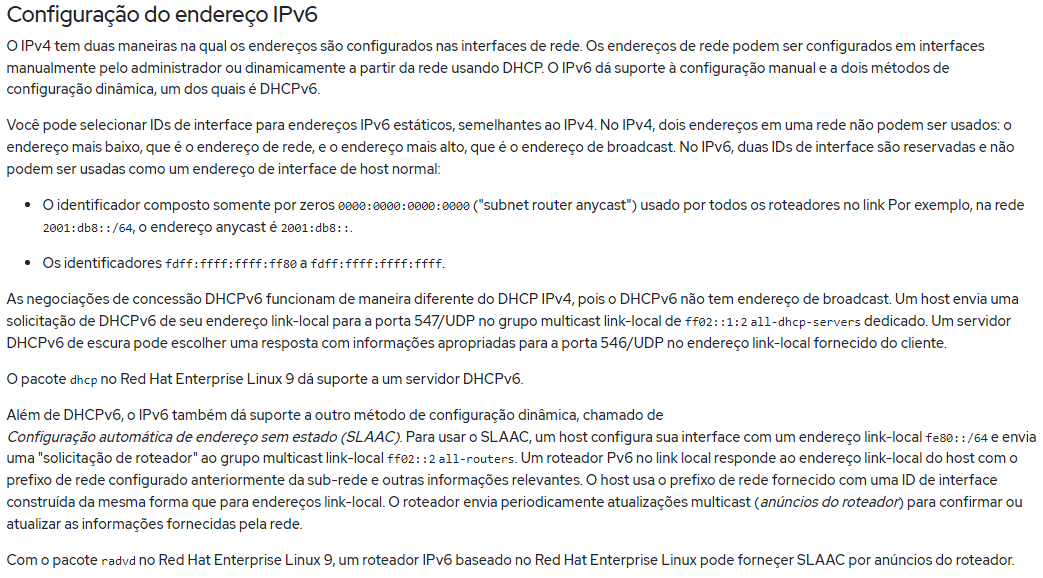 Configuração do endereço IPv6
O IPv4 tem duas maneiras na qual os endereços são configurados nas interfaces de rede. Os endereços de rede podem ser configurados em interfaces
manualmente pelo administrador ou dinamicamente a partir da rede usando DHCP. O IPv6 dá suporte à configuração manual e a dois métodos de
configuração dinâmica, um dos quais é DHCPv6.
Você pode selecionar IDs de interface para endereços IPv6 estáticos, semelhantes ao IPv4. No IPv4, dois endereços em uma rede não podem ser usados: o
endereço mais baixo, que é o endereço de rede, e o endereço mais alto, que é o endereço de broadcast. No IPv6, duas IDs de interface são reservadas e não
podem ser usadas como um endereço de interface de host normal:
• O identificador composto somente por zeros 0000:0000:0000:0000 ("subnet router anycast") usado por todos os roteadores no link Por exemplo, na rede
2001:db8::/64, o endereço anycast é 2001:db8::.
• Os identificadores fdff:ffff:ffff:ff80 a fdff:ffff:ffff:ffff.
As negociações de concessão DHCPv6 funcionam de maneira diferente do DHCP IPv4, pois o DHCPv6 não tem endereço de broadcast. Um host envia uma
solicitação de DHCPv6 de seu endereço link-local para a porta 547/UDP no grupo multicast link-local de ff02::1:2 all-dhcp-servers dedicado. Um servidor
DHCPv6 de escura pode escolher uma resposta com informações apropriadas para a porta 546/UDP no endereço link-local fornecido do cliente.
O pacote dhcp no Red Hat Enterprise Linux 9 dá suporte a um servidor DHCPv6.
Além de DHCPv6, o IPv6 também dá suporte a outro método de configuração dinâmica, chamado de
Configuração automática de endereço sem estado (SLAAC). Para usar o SLAAC, um host configura sua interface com um endereço link-local fe80::/64 e envia
uma "solicitação de roteador" ao grupo multicast link-local ff02::2 all-routers. Um roteador Pv6 no link local responde ao endereço link-local do host com o
prefixo de rede configurado anteriormente da sub-rede e outras informações relevantes. O host usa o prefixo de rede fornecido com uma ID de interface
construída da mesma forma que para endereços link-local. O roteador envia periodicamente atualizações multicast (anúncios do roteador) para confirmar ou
atualizar as informações fornecidas pela rede.
Com o pacote radvd no Red Hat Enterprise Linux 9, um roteador IPv6 baseado no Red Hat Enterprise Linux pode forneçer SLAAC por anúncios do roteador.